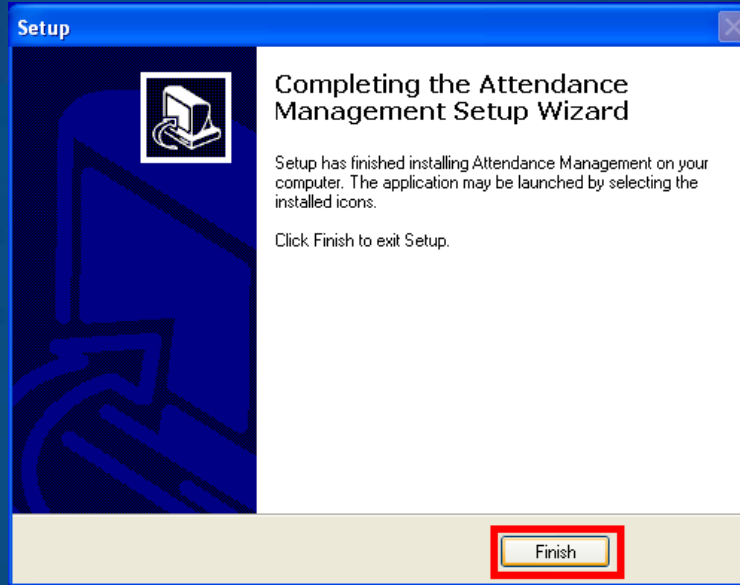 Setup
Completing the Attendance
Management Setup Wizard
Setup has finished installing Attendance Management on your
computer. The application may be launched by selecting the
installed icons.
Click Finish to exit Setup.
Finish